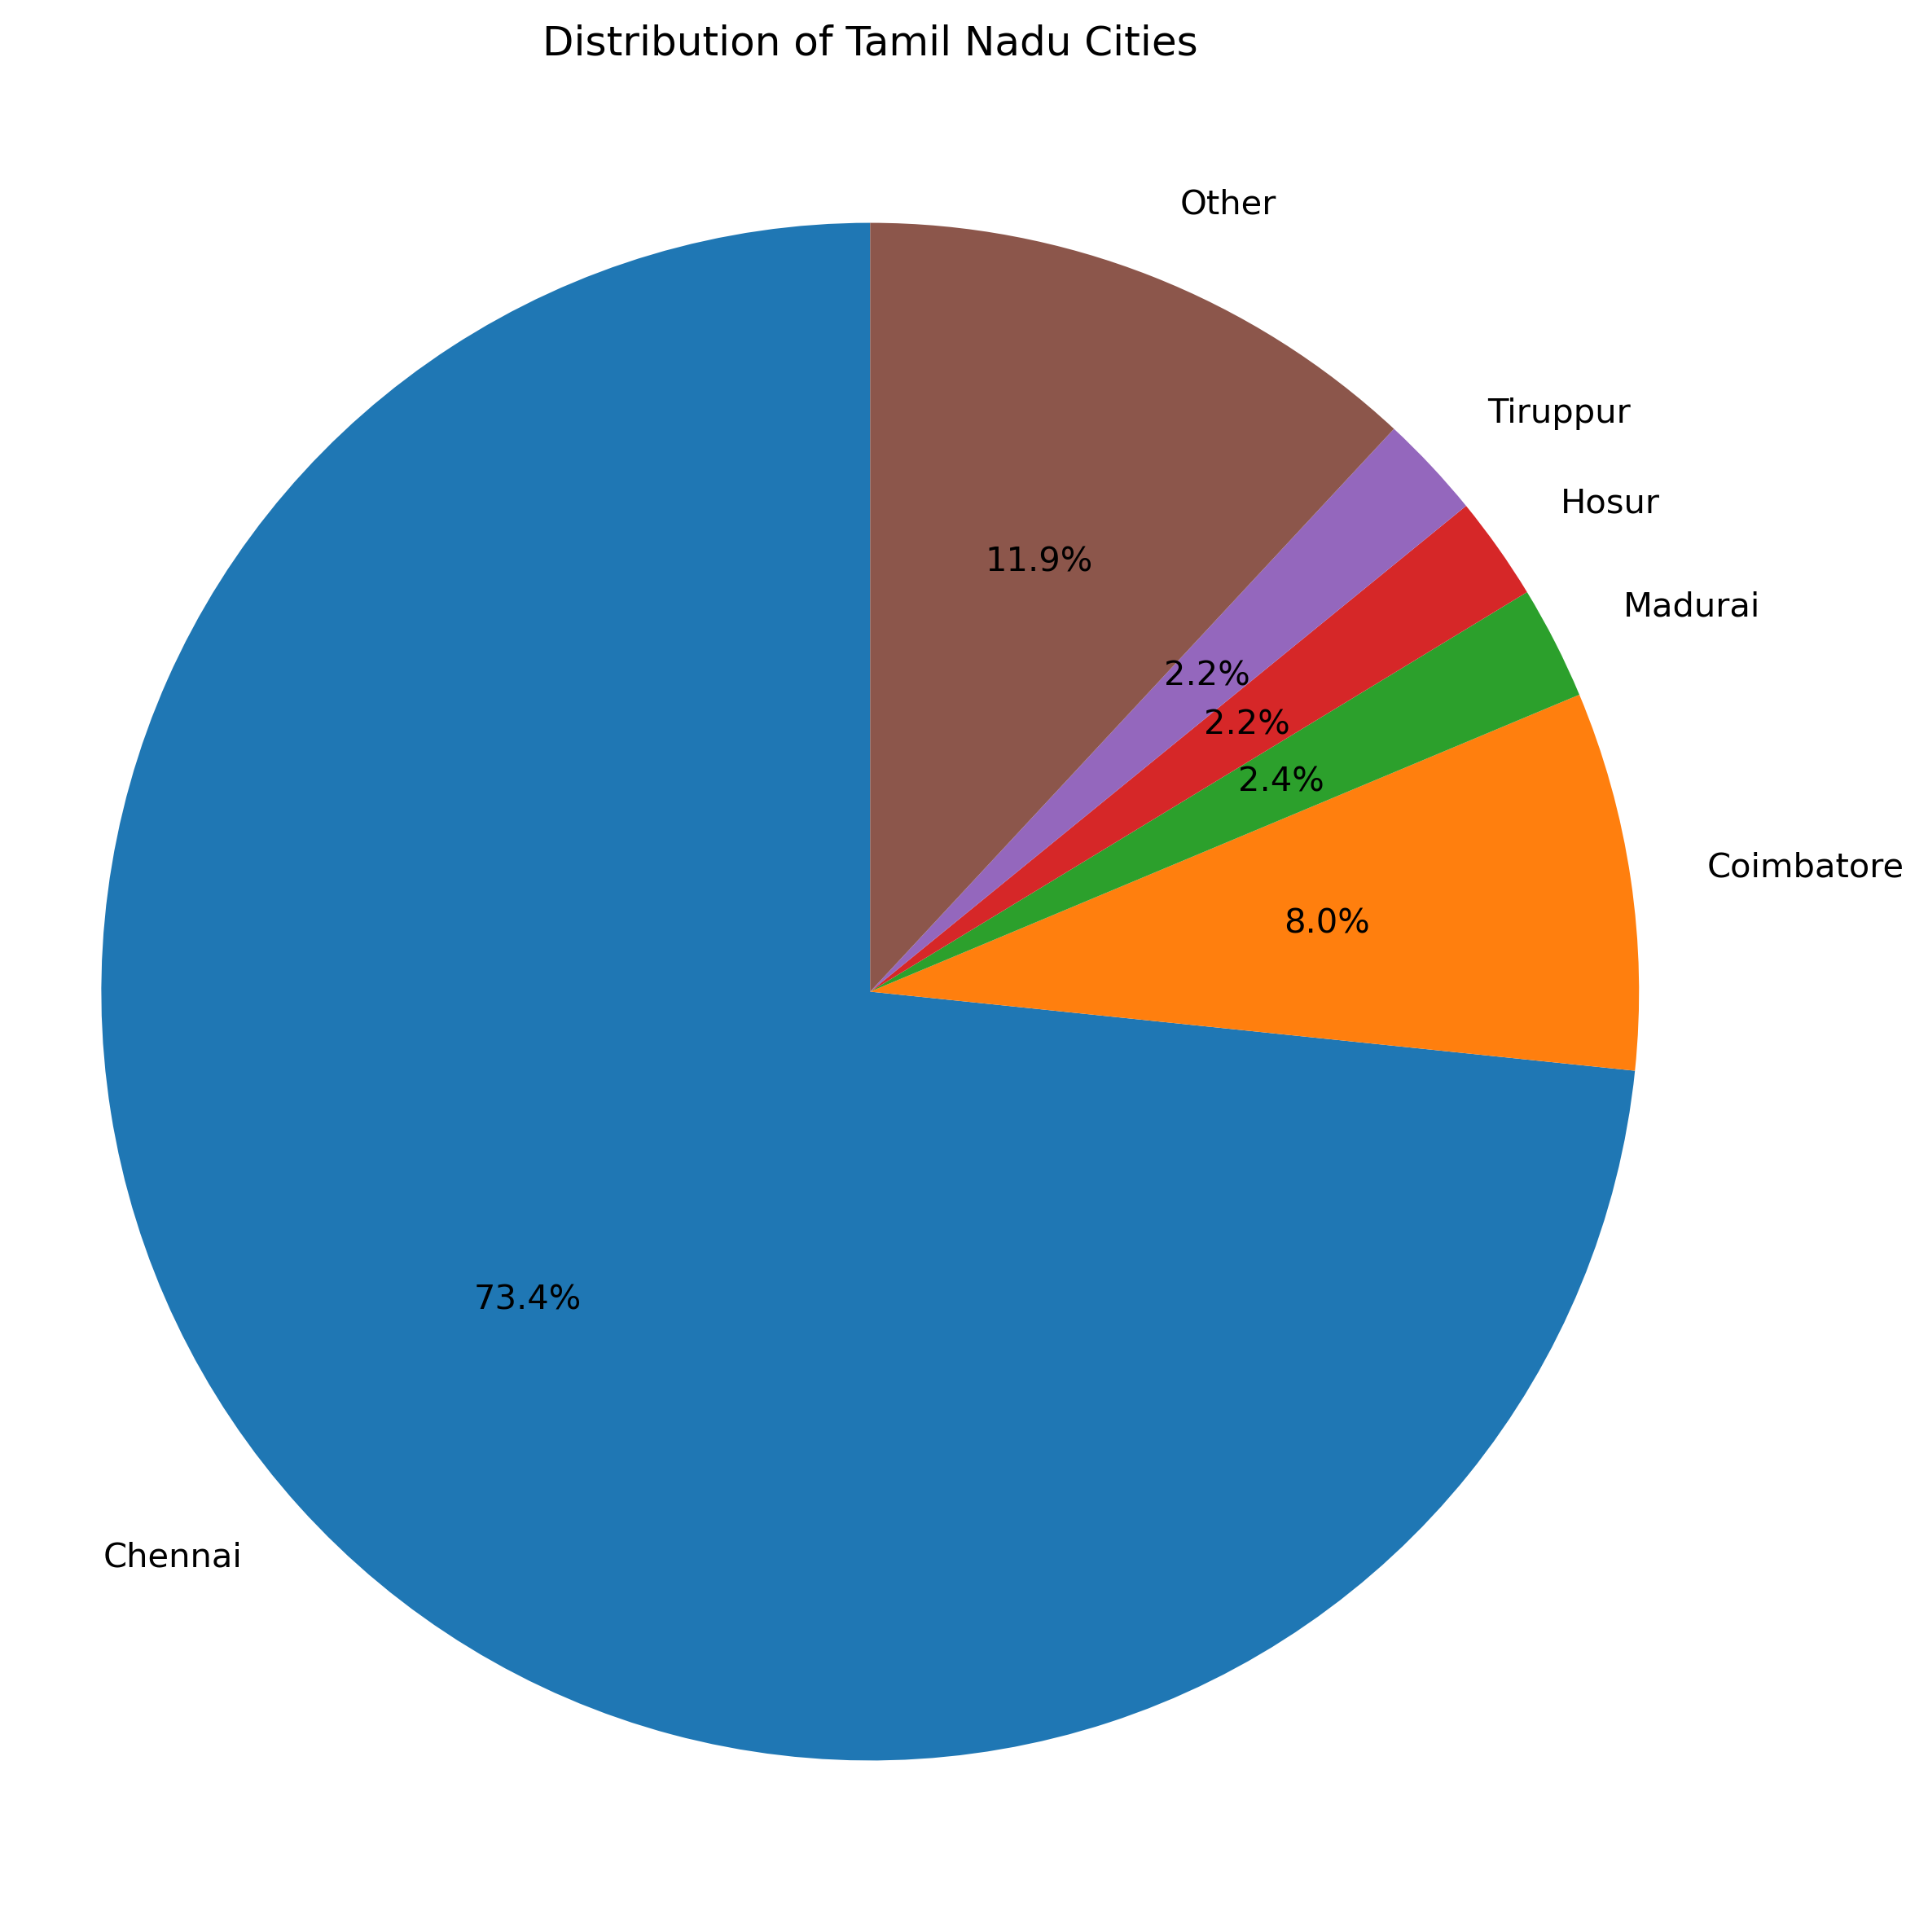 Distribution of Tamil Nadu Cities
Other
Tiruppur
Hosur
Madurai
Coimbatore
Chennai
11.9%
2.2%
2.2%
2.4%
8.0%
73.4%